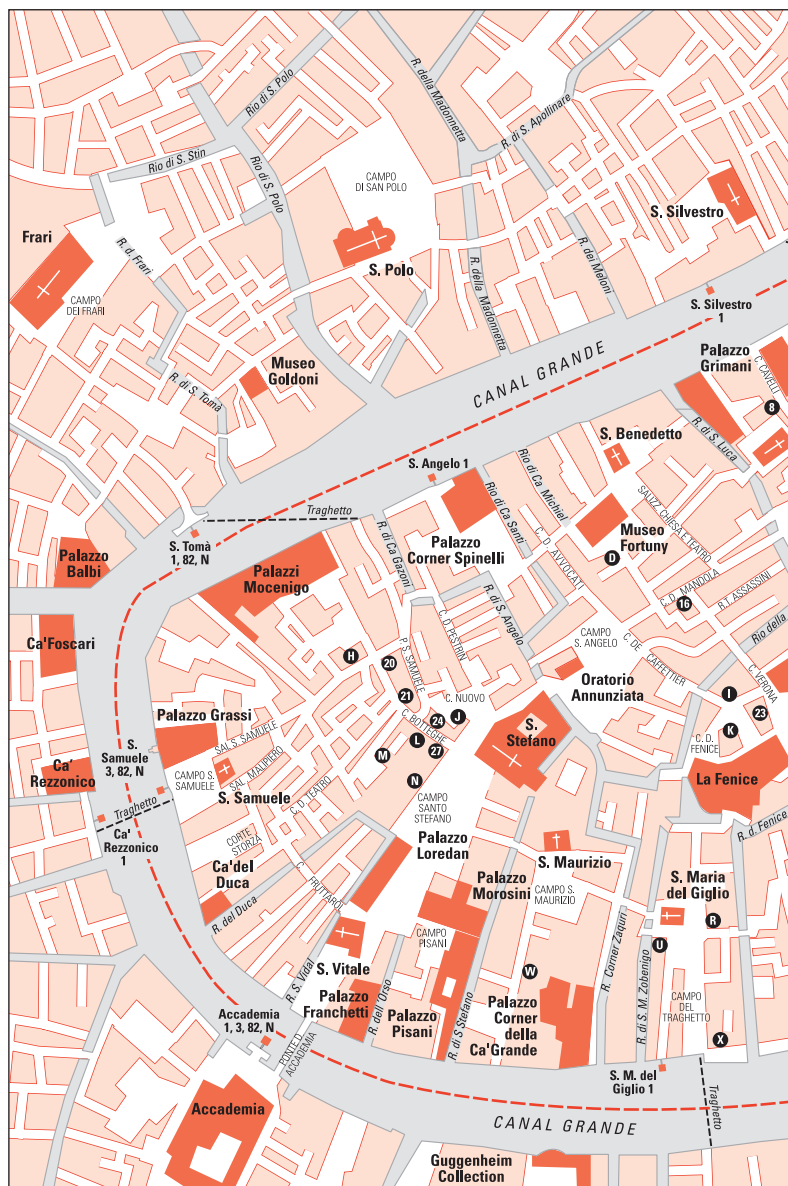 Rio di S. Polo
R. della Madonnetta
R. di S. Apollinare
Rio di S. Stin
Rio di S. Polo
CAMPO
DI SAN POLO
S. Silvestro
Frari
R. d. Frari
S. Polo
R. della Madonnetta
R. dei Meloni
CAMPO
DEI FRARI
S. Silvestro
1
Museo
Goldoni
CANAL GRANDE
Palazzo
Grimani
C. CAVELLI
8
R. di S. Tomà
R. di S. Luca
S. Benedetto
S. Angelo 1
Rio di Ca Michiel
Rio di Ca Santi
SALIZZ. CHIESA E TEATRO
Traghetto
S. Tomà
1, 82, N
R. di Ca Gazoni
Palazzo
Corner Spinelli
C. D. AVVOCATI
Museo
Fortuny
D
Palazzo
Balbi
Palazzi
Mocenigo
C. D. MANDOLA
16
R.T. ASSASSINI
R. di S. Angelo
C. D. PESTRIN
Ca'Foscari
H
20
P. S. SAMUELE
CAMPO
S. ANGELO
C. DE CAFFETTIER
Rio della
Oratorio
Annunziata
C. VERONA
21
C. NUOVO
24
J
I
23
Palazzo Grassi
C. BOTTEGHE
S.
Stefano
C. D.
FENICE
K
SAL. S. SAMUELE
L
27
M
S.
Samuele
3, 82, N
Ca'
Rezzonico
CAMPO S.
SAMUELE
SAL. MALIPIERO
N
La Fenice
S. Samuele
C. D. TEATRO
CAMPO
SANTO
STEFANO
Traghetto
Ca'
Rezzonico
1
CORTE
STORZA
Palazzo
Loredan
R. d. Fenice
S. Maurizio
Ca'del
Duca
C. FRUTTAROL
Palazzo
Morosini
CAMPO S.
MAURIZIO
S. Maria
del Giglio
R. del Duca
R
CAMPO
PISANI
R. Corner Zaquri
U
S. Vitale
R. S. Vidal
W
R. di S. M. Zobenigo
Palazzo
Franchetti
R. dell'Orso
Palazzo
Pisani
R. di S Stefano
Palazzo
Corner
della
Ca'Grande
CAMPO
DEL
TRAGHETTO
Accademia
1, 3, 82, N
PONTE D.
ACCADEMIA
X
S. M. del
Giglio 1
Traghetto
Accademia
CANAL GRANDE
Guggenheim
Collection